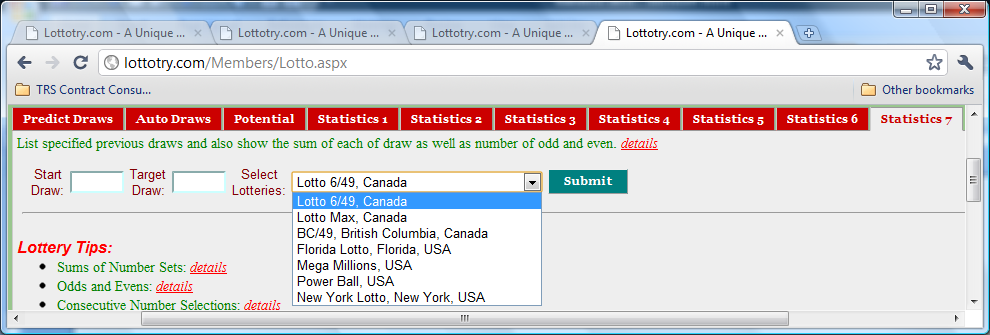 Lottotry.com - A Unique ... Lottotry.com - A Unique ... Lottotry.com - A Unique ... Lottotry.com - A Unique ...
lottotry.com/Members/Lotto.aspx
TRS Contract Consu... Other bookmarks
Predict Draws Auto Draws Potential Statistics 1 Statistics 2 Statistics 3 Statistics 4 Statistics 5 Statistics 6 Statistics 7
List specified previous draws and also show the sum of each of draw as well as number of odd and even. details
Start Draw: Target Draw: Select Lotteries: Lotto 6/49, Canada Submit
Lotto 6/49, Canada
Lotto Max, Canada
BC/49, British Columbia, Canada
Florida Lotto, Florida, USA
Mega Millions, USA
Power Ball, USA
New York Lotto, New York, USA
Lottery Tips:
Sums of Number Sets: details
Odds and Evens: details
Consecutive Number Selections: details